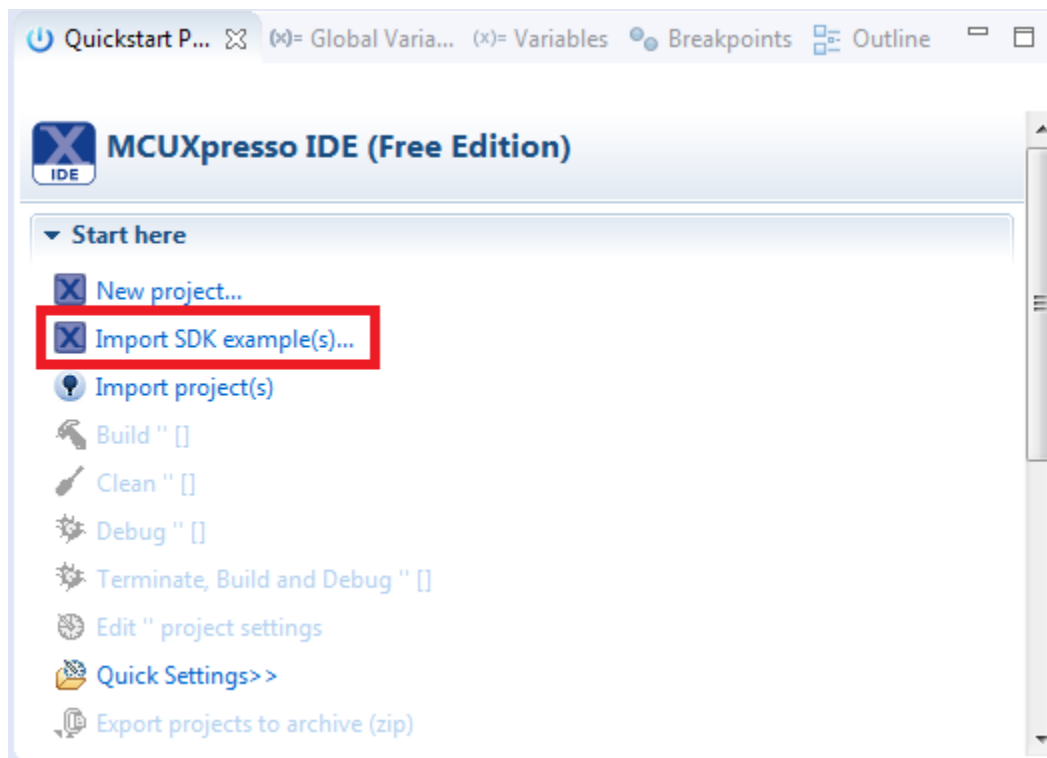 Quickstart P... (x)= Global Varia... (x)= Variables Breakpoints Outline
MCUXpresso IDE (Free Edition)
IDE
Start here
New project...
Import SDK example(s)...
Import project(s)
Build '' []
Clean '' []
Debug '' []
Terminate, Build and Debug '' []
Edit '' project settings
Quick Settings>>
Export projects to archive (zip)